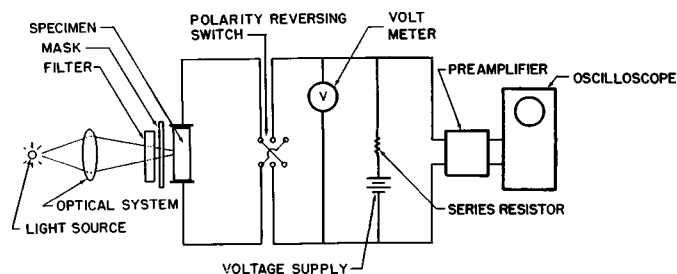 SPECIMEN
MASK
FILTER
POLARITY REVERSING
SWITCH
VOLT
METER
PREAMPLIFIER
OSCILLOSCOPE
V
OPTICAL SYSTEM
LIGHT SOURCE
SERIES RESISTOR
VOLTAGE SUPPLY